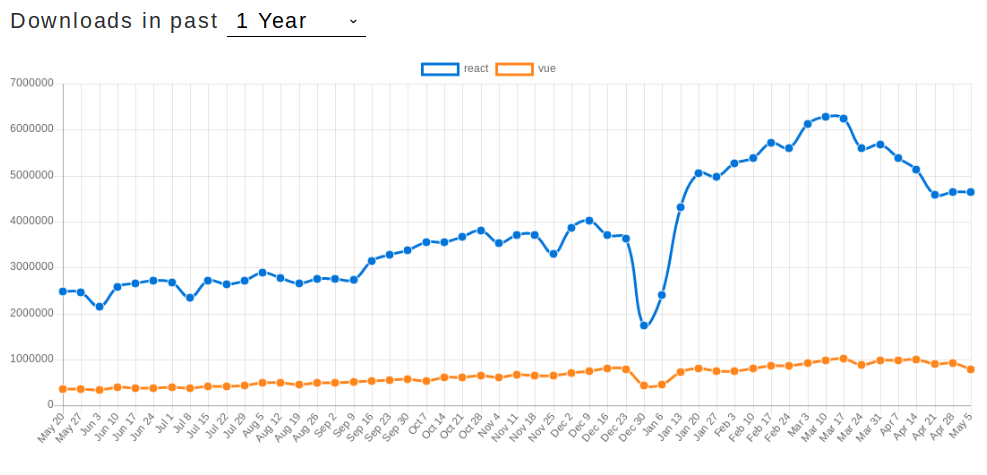 Downloads in past 1 Year
react vue
7000000
6000000
5000000
4000000
3000000
2000000
1000000
0
May 20 May 27 Jun 3 Jun 10 Jun 17 Jun 24 Jul 1 Jul 8 Jul 15 Jul 22 Jul 29 Aug 5 Aug 12 Aug 19 Aug 26 Sep 2 Sep 9 Sep 16 Sep 23 Sep 30 Oct 7 Oct 14 Oct 21 Oct 28 Nov 4 Nov 11 Nov 18 Nov 25 Dec 2 Dec 9 Dec 16 Dec 23 Dec 30 Jan 6 Jan 13 Jan 20 Jan 27 Feb 3 Feb 10 Feb 17 Feb 24 Mar 3 Mar 10 Mar 17 Mar 24 Mar 31 Apr 7 Apr 14 Apr 21 Apr 28 May 5